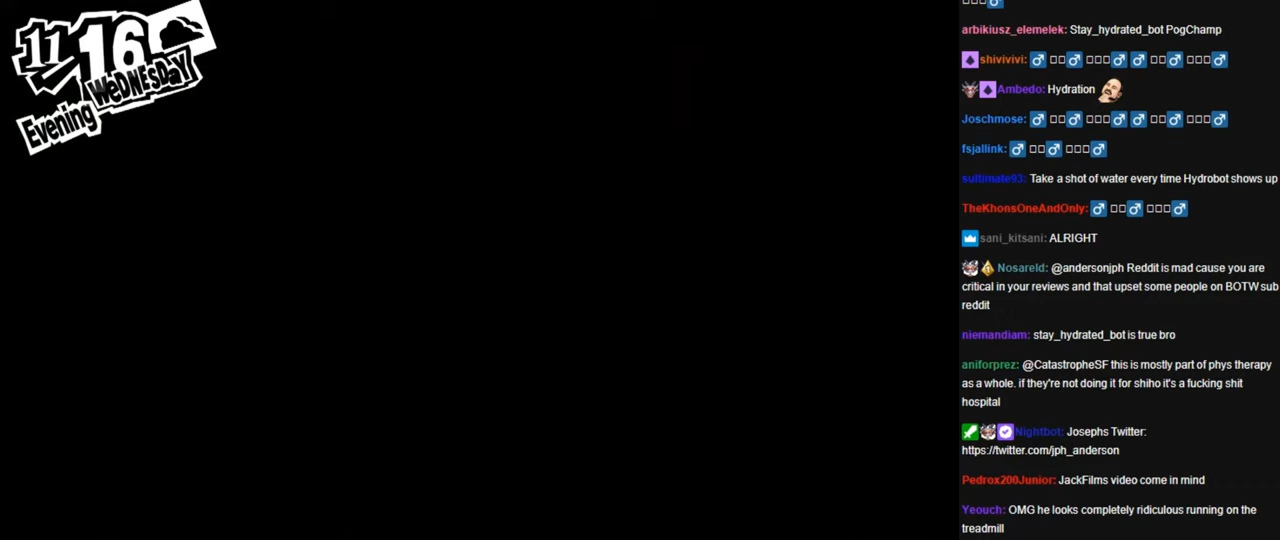 11 16
WeDNESDaY
Evening
arbikiusz_elemelek: Stay_hydrated_bot PogChamp
shivivivi: ♂ □□♂ □□□♂ ♂ □□♂ □□□♂
Ambedo: Hydration
Joschmose: ♂ □□♂ □□□♂ ♂ □□♂ □□□♂
fsjallink: ♂ □□♂ □□□♂
sultimate93: Take a shot of water every time Hydrobot shows up
TheKhonsOneAndOnly: ♂ □□♂ □□□♂
sani_kitsani: ALRIGHT
Nosareld: @andersonjph Reddit is mad cause you are
critical in your reviews and that upset some people on BOTW sub
reddit
niemandiam: stay_hydrated_bot is true bro
aniforprez: @CatastropheSF this is mostly part of phys therapy
as a whole. if they're not doing it for shiho it's a fucking shit
hospital
Nightbot: Josephs Twitter:
https://twitter.com/jph_anderson
Pedrox200Junior: JackFilms video come in mind
Yeouch: OMG he looks completely ridiculous running on the
treadmill